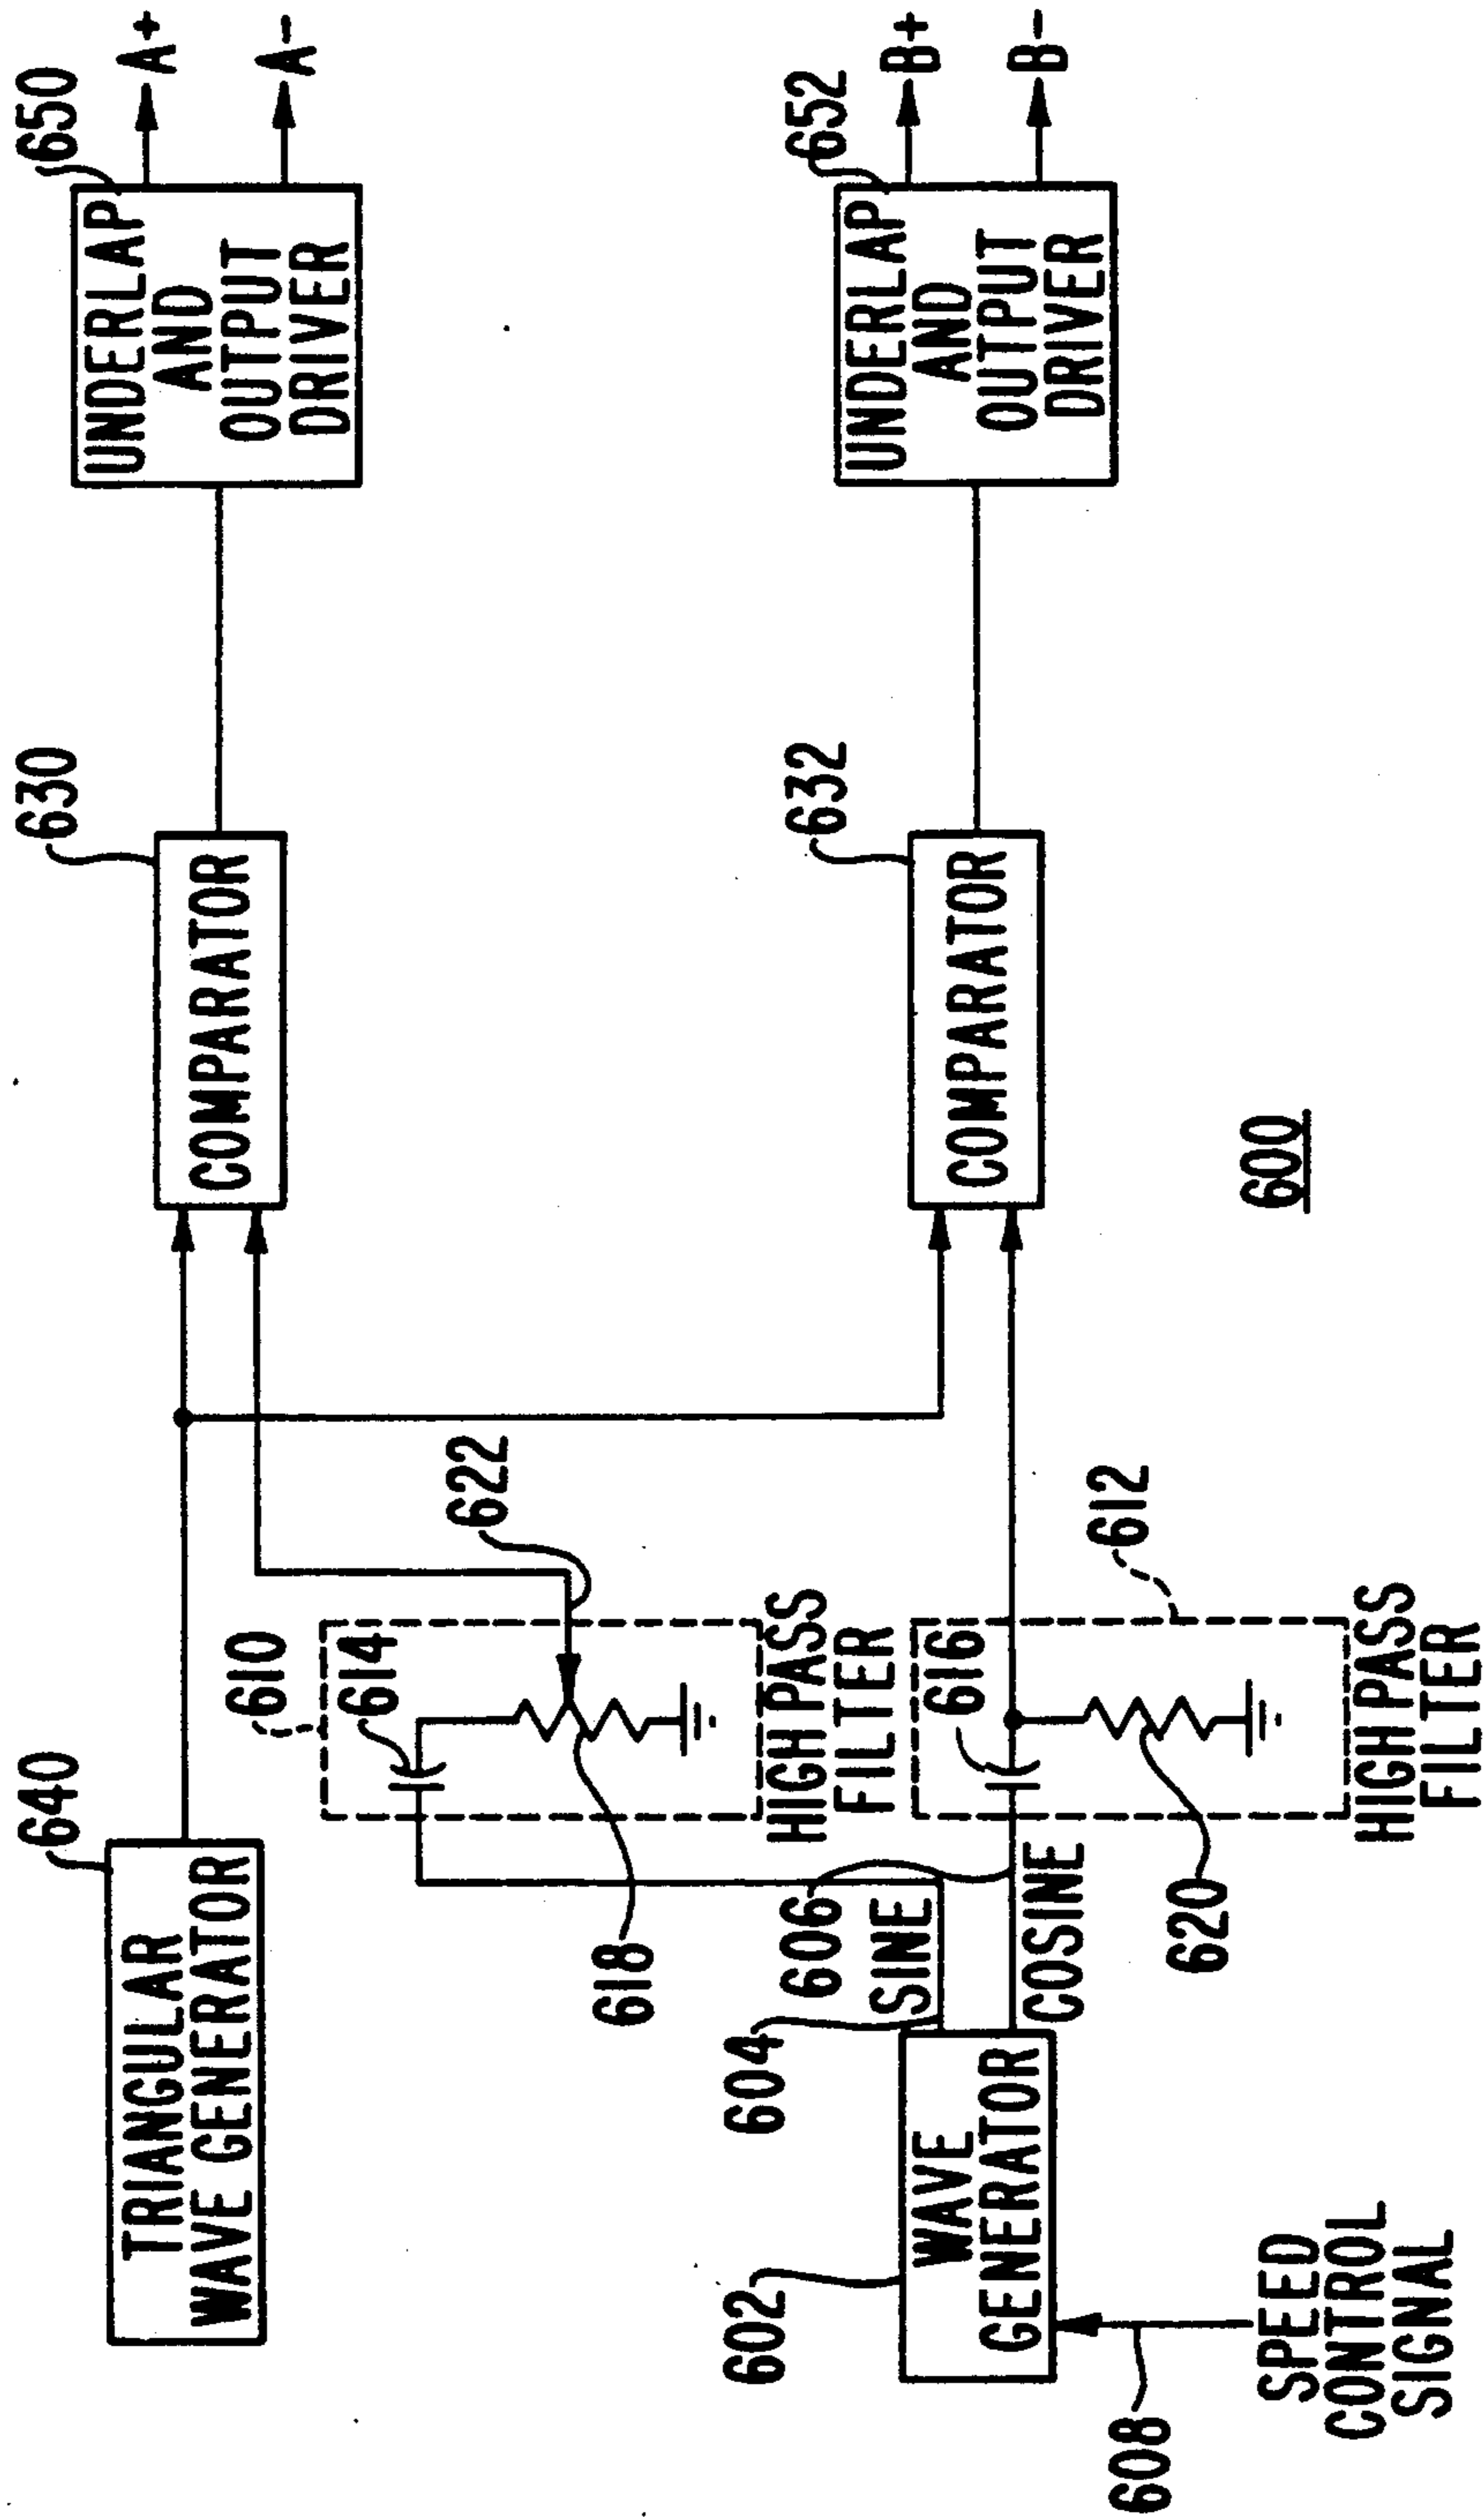 640
TRIANGULAR
WAVE GENERATOR
610
614
622
618
HIGH PASS
FILTER
630
COMPARATOR
650
UNDERLAP
AND
OUTPUT
DRIVER
A+
A-
602
WAVE
GENERATOR
604
606
SINE
COSINE
608
SPEED
CONTROL
SIGNAL
616
612
620
HIGH PASS
FILTER
632
COMPARATOR
652
UNDERLAP
AND
OUTPUT
DRIVER
B+
B-
600